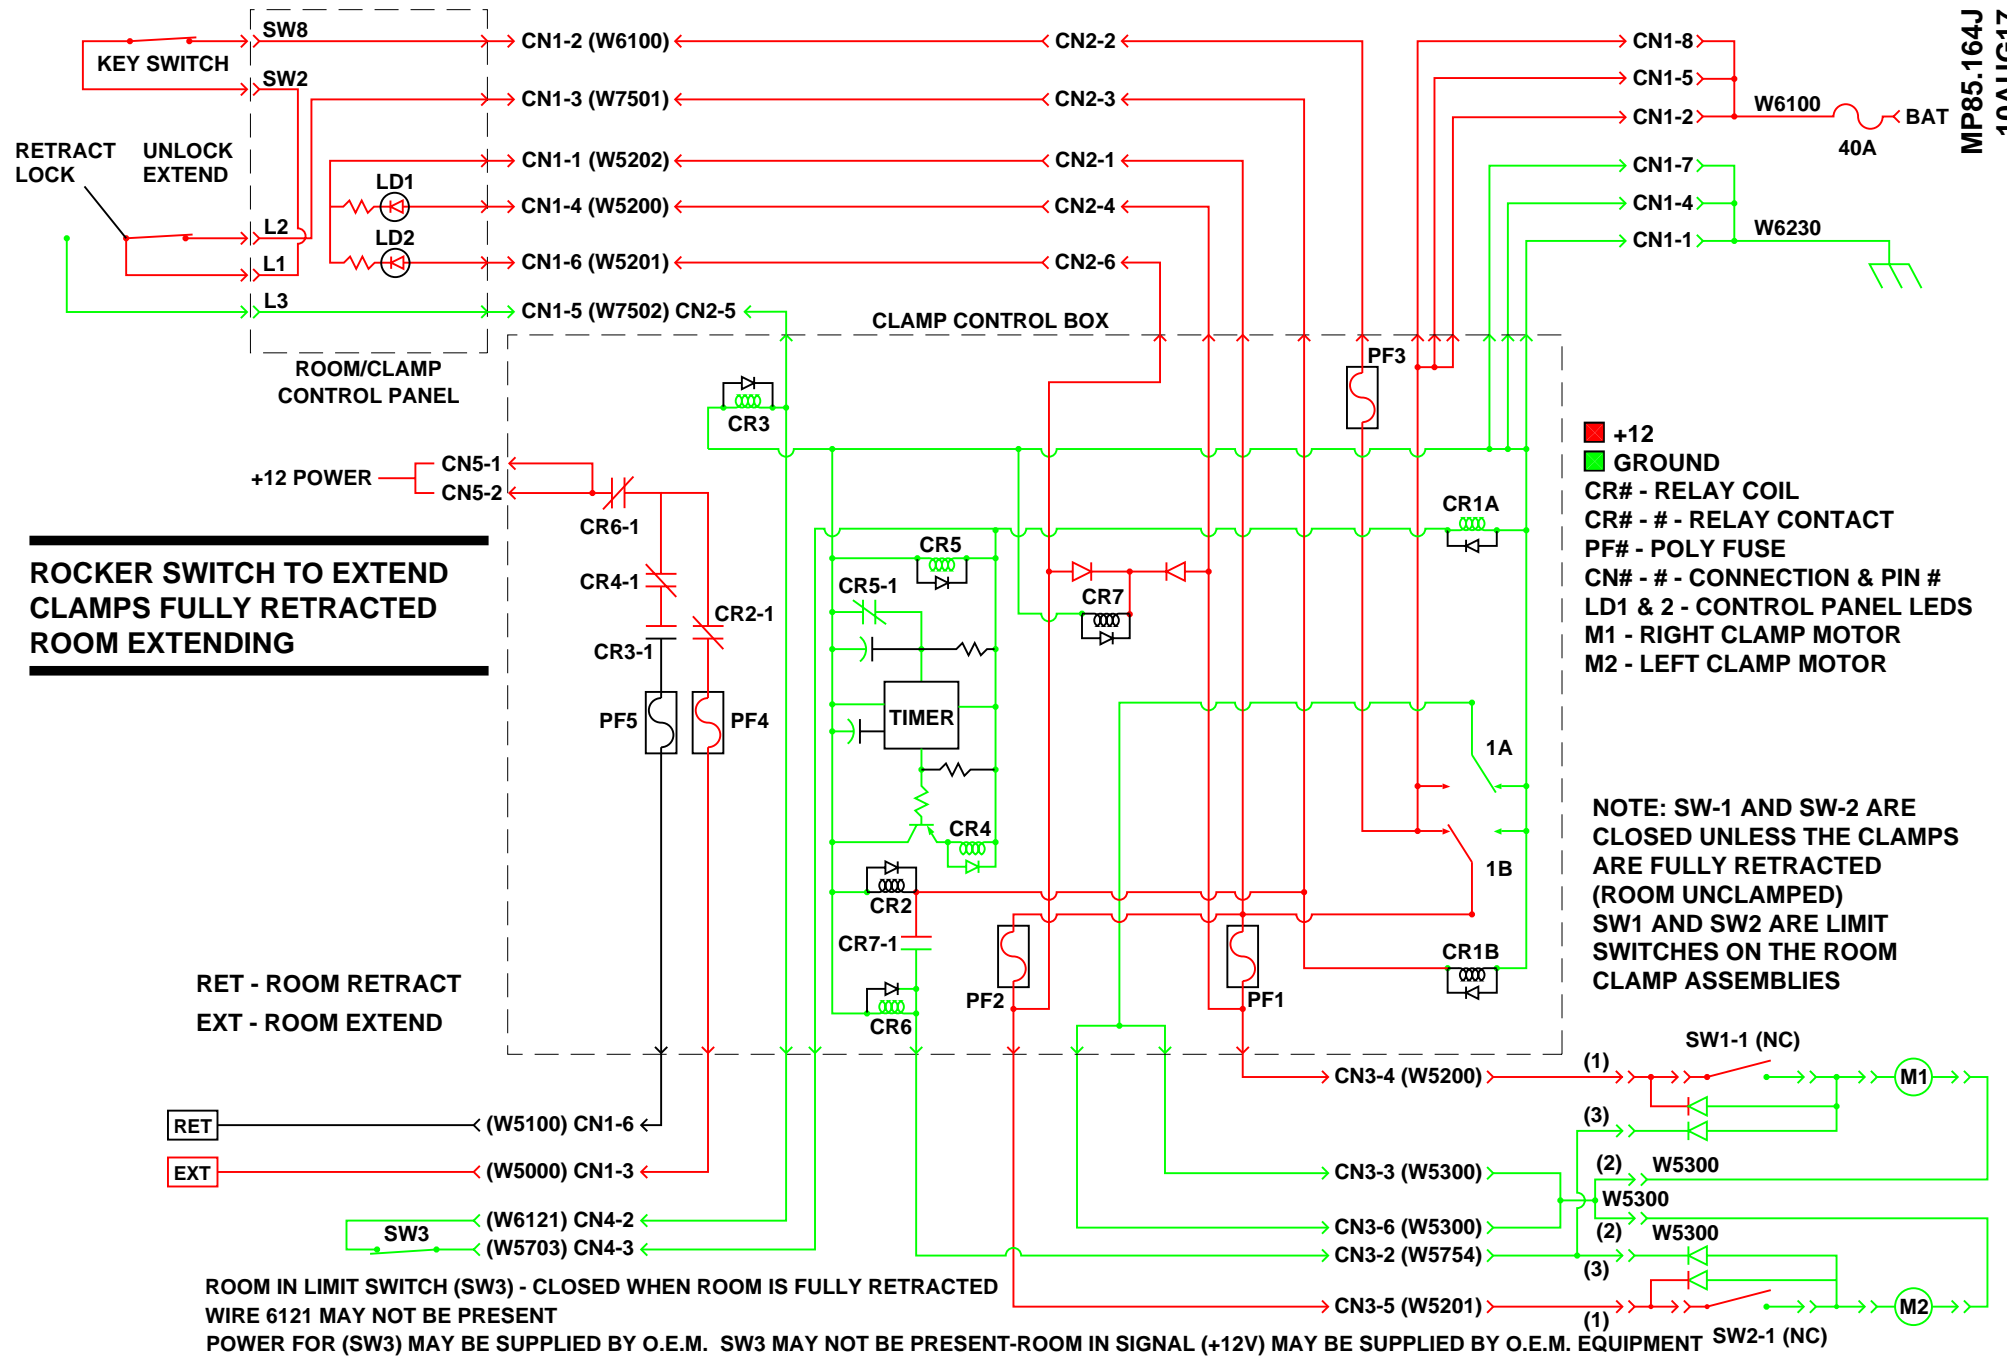 SW8
CN1-2 (W6100)
CN2-2
CN1-8
KEY SWITCH
SW2
CN1-5
CN1-3 (W7501)
CN2-3
W6100
CN1-2
BAT
40A
MP85.164J
10AUG17
RETRACT
LOCK
UNLOCK
EXTEND
CN1-1 (W5202)
CN2-1
CN1-7
LD1
CN1-4 (W5200)
CN2-4
CN1-4
L2
LD2
W6230
CN1-1
L1
CN1-6 (W5201)
CN2-6
L3
CN1-5 (W7502) CN2-5
CLAMP CONTROL BOX
ROOM/CLAMP
CONTROL PANEL
PF3
CR3
+12
GROUND
CR# - RELAY COIL
CR# - # - RELAY CONTACT
PF# - POLY FUSE
CN# - # - CONNECTION & PIN #
LD1 & 2 - CONTROL PANEL LEDS
M1 - RIGHT CLAMP MOTOR
M2 - LEFT CLAMP MOTOR
+12 POWER
CN5-1
CN5-2
CR6-1
CR1A
ROCKER SWITCH TO EXTEND
CLAMPS FULLY RETRACTED
ROOM EXTENDING
CR5
CR4-1
CR5-1
CR7
CR2-1
CR3-1
PF5
PF4
TIMER
1A
CR4
1B
NOTE: SW-1 AND SW-2 ARE
CLOSED UNLESS THE CLAMPS
ARE FULLY RETRACTED
(ROOM UNCLAMPED)
SW1 AND SW2 ARE LIMIT
SWITCHES ON THE ROOM
CLAMP ASSEMBLIES
CR2
CR7-1
CR1B
RET - ROOM RETRACT
EXT - ROOM EXTEND
PF2
PF1
CR6
SW1-1 (NC)
(1)
CN3-4 (W5200)
M1
RET
(W5100) CN1-6
(3)
EXT
(W5000) CN1-3
CN3-3 (W5300)
(2)
W5300
W5300
(W6121) CN4-2
CN3-6 (W5300)
(2)
W5300
SW3
(W5703) CN4-3
CN3-2 (W5754)
(3)
ROOM IN LIMIT SWITCH (SW3) - CLOSED WHEN ROOM IS FULLY RETRACTED
CN3-5 (W5201)
M2
(1)
WIRE 6121 MAY NOT BE PRESENT
SW2-1 (NC)
POWER FOR (SW3) MAY BE SUPPLIED BY O.E.M. SW3 MAY NOT BE PRESENT-ROOM IN SIGNAL (+12V) MAY BE SUPPLIED BY O.E.M. EQUIPMENT